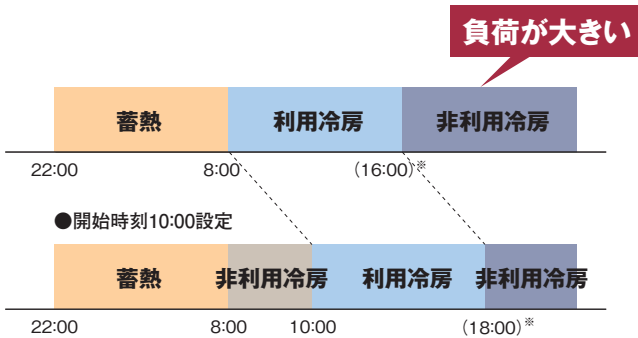 負荷が大きい
蓄熱 利用冷房 非利用冷房
22:00 8:00 (16:00)※
●開始時刻10:00設定
蓄熱 非利用冷房 利用冷房 非利用冷房
22:00 8:00 10:00 (18:00)※